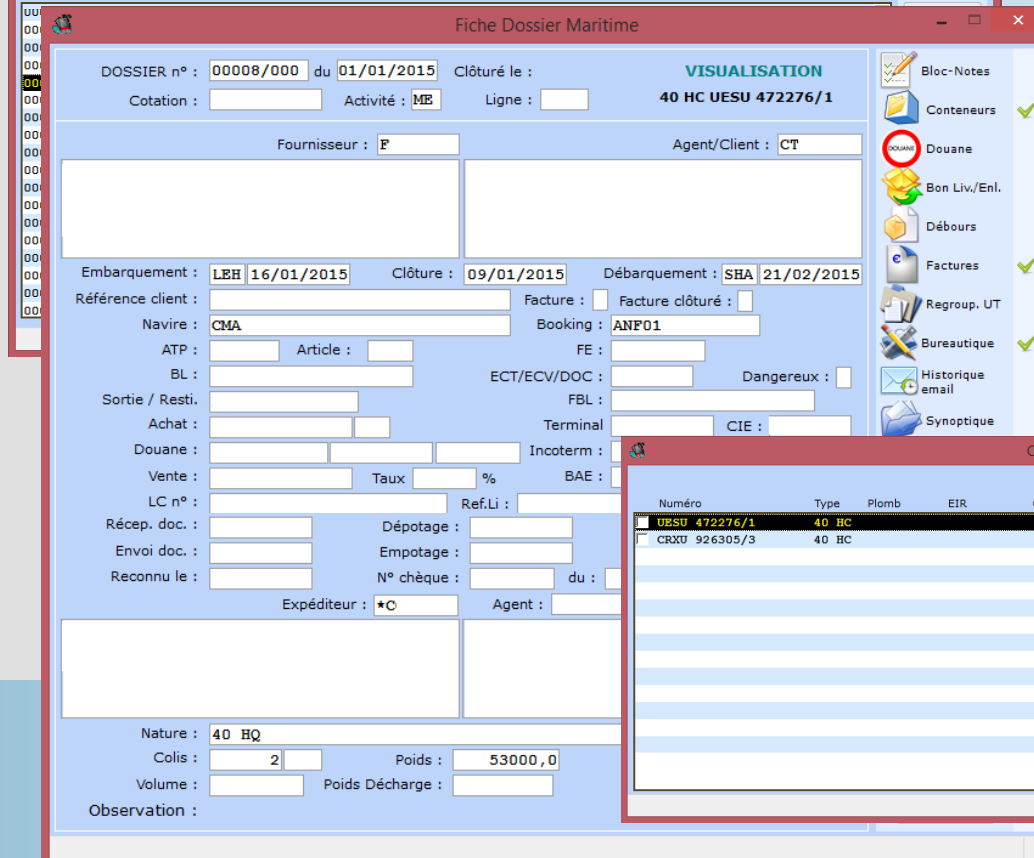 Fiche Dossier Maritime
DOSSIER n° : 00008/000 du 01/01/2015 Clôturé le : VISUALISATION
Cotation : Activité : ME Ligne : 40 HC UESU 472276/1
Fournisseur : F Agent/Client : CT
Embarquement : LEH 16/01/2015 Clôture : 09/01/2015 Débarquement : SHA 21/02/2015
Référence client : Facture : Facture clôturé :
Navire : CMA Booking : ANF01
ATP : Article : FE :
BL : ECT/ECV/DOC : Dangereux :
Sortie / Resti. FBL :
Achat : Terminal CIE :
Douane : Incoterm :
Vente : Taux % BAE :
LC n° : Ref.Li :
Récep. doc. : Dépotage :
Envoi doc. : Empotage :
Reconnu le : N° chèque : du :
Expéditeur : *C Agent :
Nature : 40 HQ
Colis : 2 Poids : 53000,0
Volume : Poids Décharge :
Observation :
Bloc-Notes
Conteneurs
DOUANE Douane
Bon Liv./Enl.
Débours
Factures
Regroup. UT
Bureautique
Historique
email
Synoptique
Numéro Type Plomb EIR
UESU 472276/1 40 HC
CRXU 926305/3 40 HC